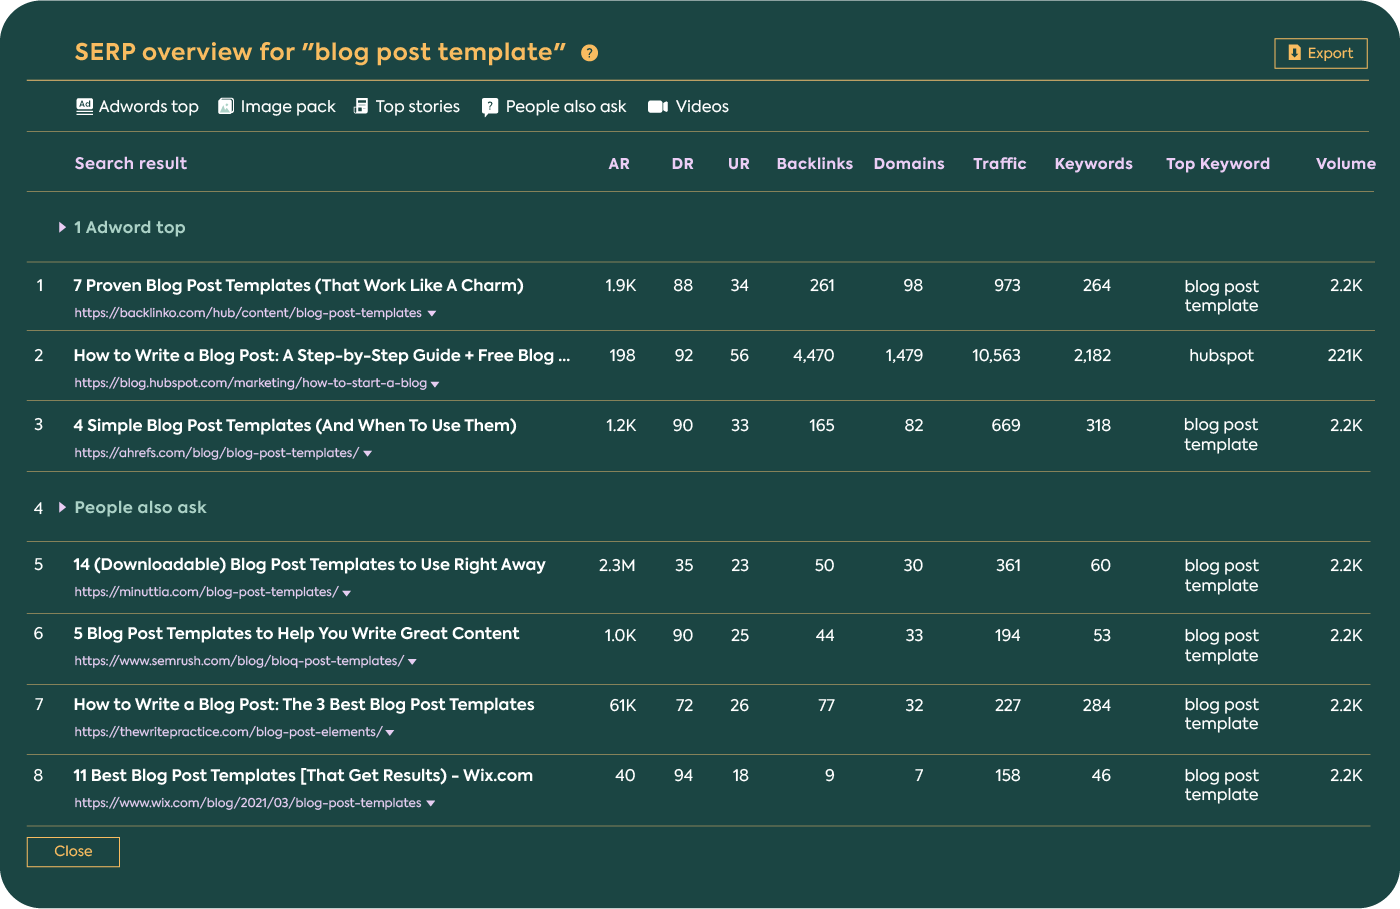 SERP overview for "blog post template" ?
Export
Ad Adwords top Image pack Top stories ? People also ask Videos
Search result AR DR UR Backlinks Domains Traffic Keywords Top Keyword Volume
1 Adword top
1 7 Proven Blog Post Templates (That Work Like A Charm) 1.9K 88 34 261 98 973 264 blog post template 2.2K
https://backlinko.com/hub/content/blog-post-templates
2 How to Write a Blog Post: A Step-by-Step Guide + Free Blog ... 198 92 56 4,470 1,479 10,563 2,182 hubspot 221K
https://blog.hubspot.com/marketing/how-to-start-a-blog
3 4 Simple Blog Post Templates (And When To Use Them) 1.2K 90 33 165 82 669 318 blog post template 2.2K
https://ahrefs.com/blog/blog-post-templates/
4 People also ask
5 14 (Downloadable) Blog Post Templates to Use Right Away 2.3M 35 23 50 30 361 60 blog post template 2.2K
https://minuttia.com/blog-post-templates/
6 5 Blog Post Templates to Help You Write Great Content 1.0K 90 25 44 33 194 53 blog post template 2.2K
https://www.semrush.com/blog/bloq-post-templates/
7 How to Write a Blog Post: The 3 Best Blog Post Templates 61K 72 26 77 32 227 284 blog post template 2.2K
https://thewritepractice.com/blog-post-elements/
8 11 Best Blog Post Templates [That Get Results) - Wix.com 40 94 18 9 7 158 46 blog post template 2.2K
https://www.wix.com/blog/2021/03/blog-post-templates
Close